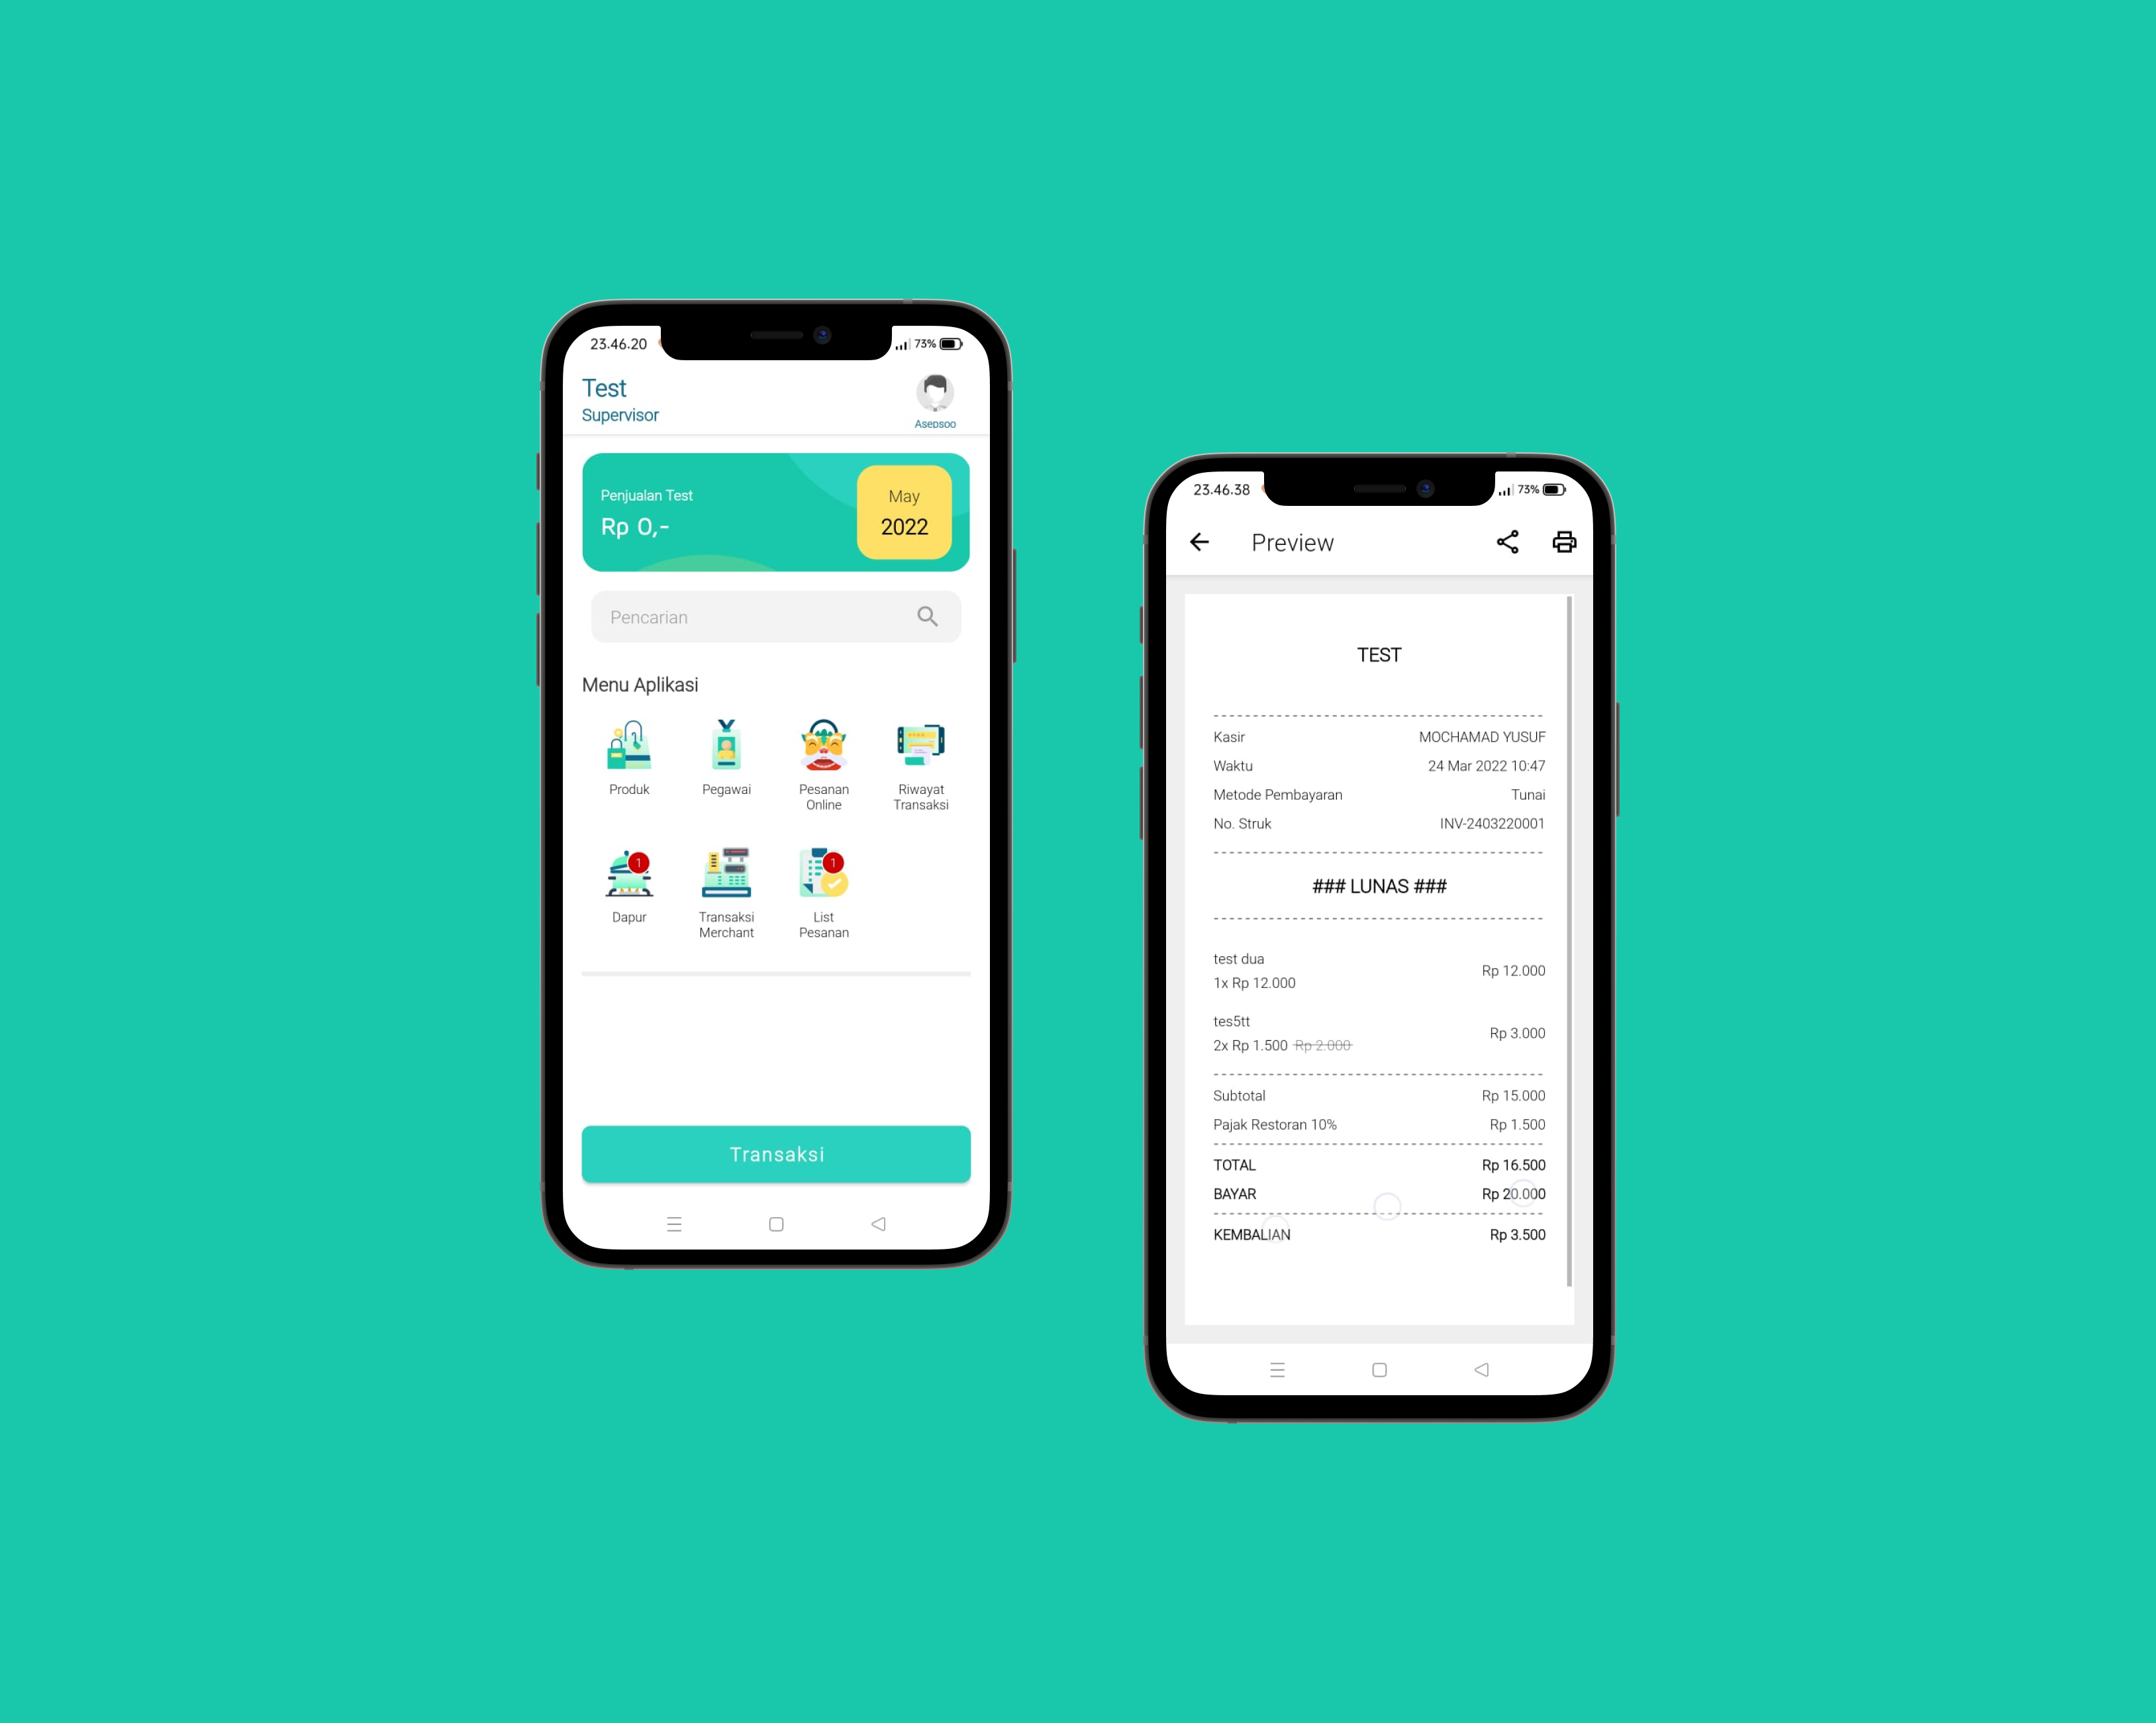 23.46.20
73%
Test
Supervisor
Asepsoo
Penjualan Test
Rp 0,-
May
2022
Pencarian
Menu Aplikasi
Produk
Pegawai
Pesanan
Online
Riwayat
Transaksi
1
Dapur
Transaksi
Merchant
1
List
Pesanan
Transaksi
23.46.38
73%
Preview
TEST
Kasir MOCHAMAD YUSUF
Waktu 24 Mar 2022 10:47
Metode Pembayaran Tunai
No. Struk INV-2403220001
### LUNAS ###
test dua
1x Rp 12.000 Rp 12.000
tes5tt
2x Rp 1.500 Rp 2.000 Rp 3.000
Subtotal Rp 15.000
Pajak Restoran 10% Rp 1.500
TOTAL Rp 16.500
BAYAR Rp 20.000
KEMBALIAN Rp 3.500